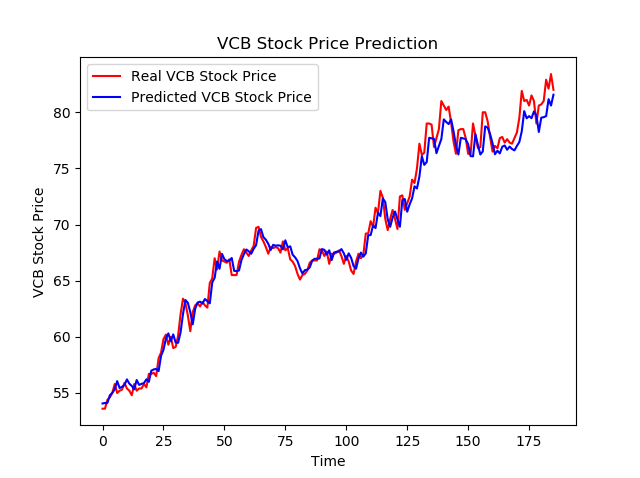 VCB Stock Price Prediction
Real VCB Stock Price
Predicted VCB Stock Price
VCB Stock Price
80
75
70
65
60
55
0 25 50 75 100 125 150 175
Time